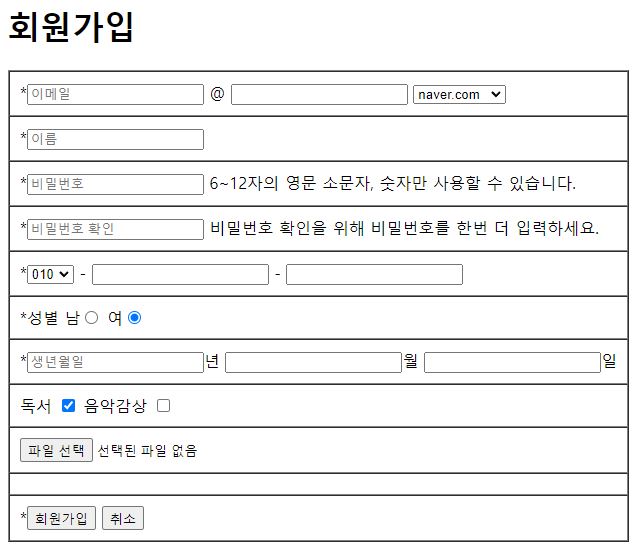 회원가입
*이메일 @ naver.com
*이름
*비밀번호 6~12자의 영문 소문자, 숫자만 사용할 수 있습니다.
*비밀번호 확인 비밀번호 확인을 위해 비밀번호를 한번 더 입력하세요.
*010 - -
*성별 남 여
*생년월일 년 월 일
독서 음악감상
파일 선택 선택된 파일 없음
*회원가입 취소